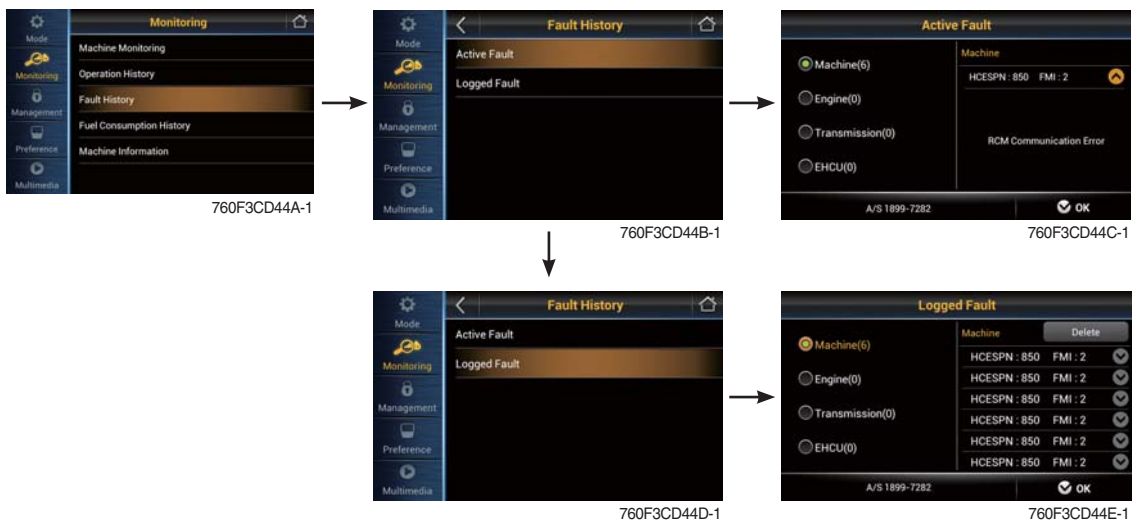 Monitoring
Mode
Monitoring
Management
Preference
Multimedia
Machine Monitoring
Operation History
Fault History
Fuel Consumption History
Machine Information
760F3CD44A-1
Fault History
Mode
Monitoring
Management
Preference
Multimedia
Active Fault
Logged Fault
760F3CD44B-1
Active Fault
Machine(6)
Engine(0)
Transmission(0)
EHCU(0)
Machine
HCESPN : 850 FMI : 2
RCM Communication Error
A/S 1899-7282
OK
760F3CD44C-1
Fault History
Mode
Monitoring
Management
Preference
Multimedia
Active Fault
Logged Fault
760F3CD44D-1
Logged Fault
Machine(6)
Engine(0)
Transmission(0)
EHCU(0)
Machine Delete
HCESPN : 850 FMI : 2
HCESPN : 850 FMI : 2
HCESPN : 850 FMI : 2
HCESPN : 850 FMI : 2
HCESPN : 850 FMI : 2
HCESPN : 850 FMI : 2
A/S 1899-7282
OK
760F3CD44E-1